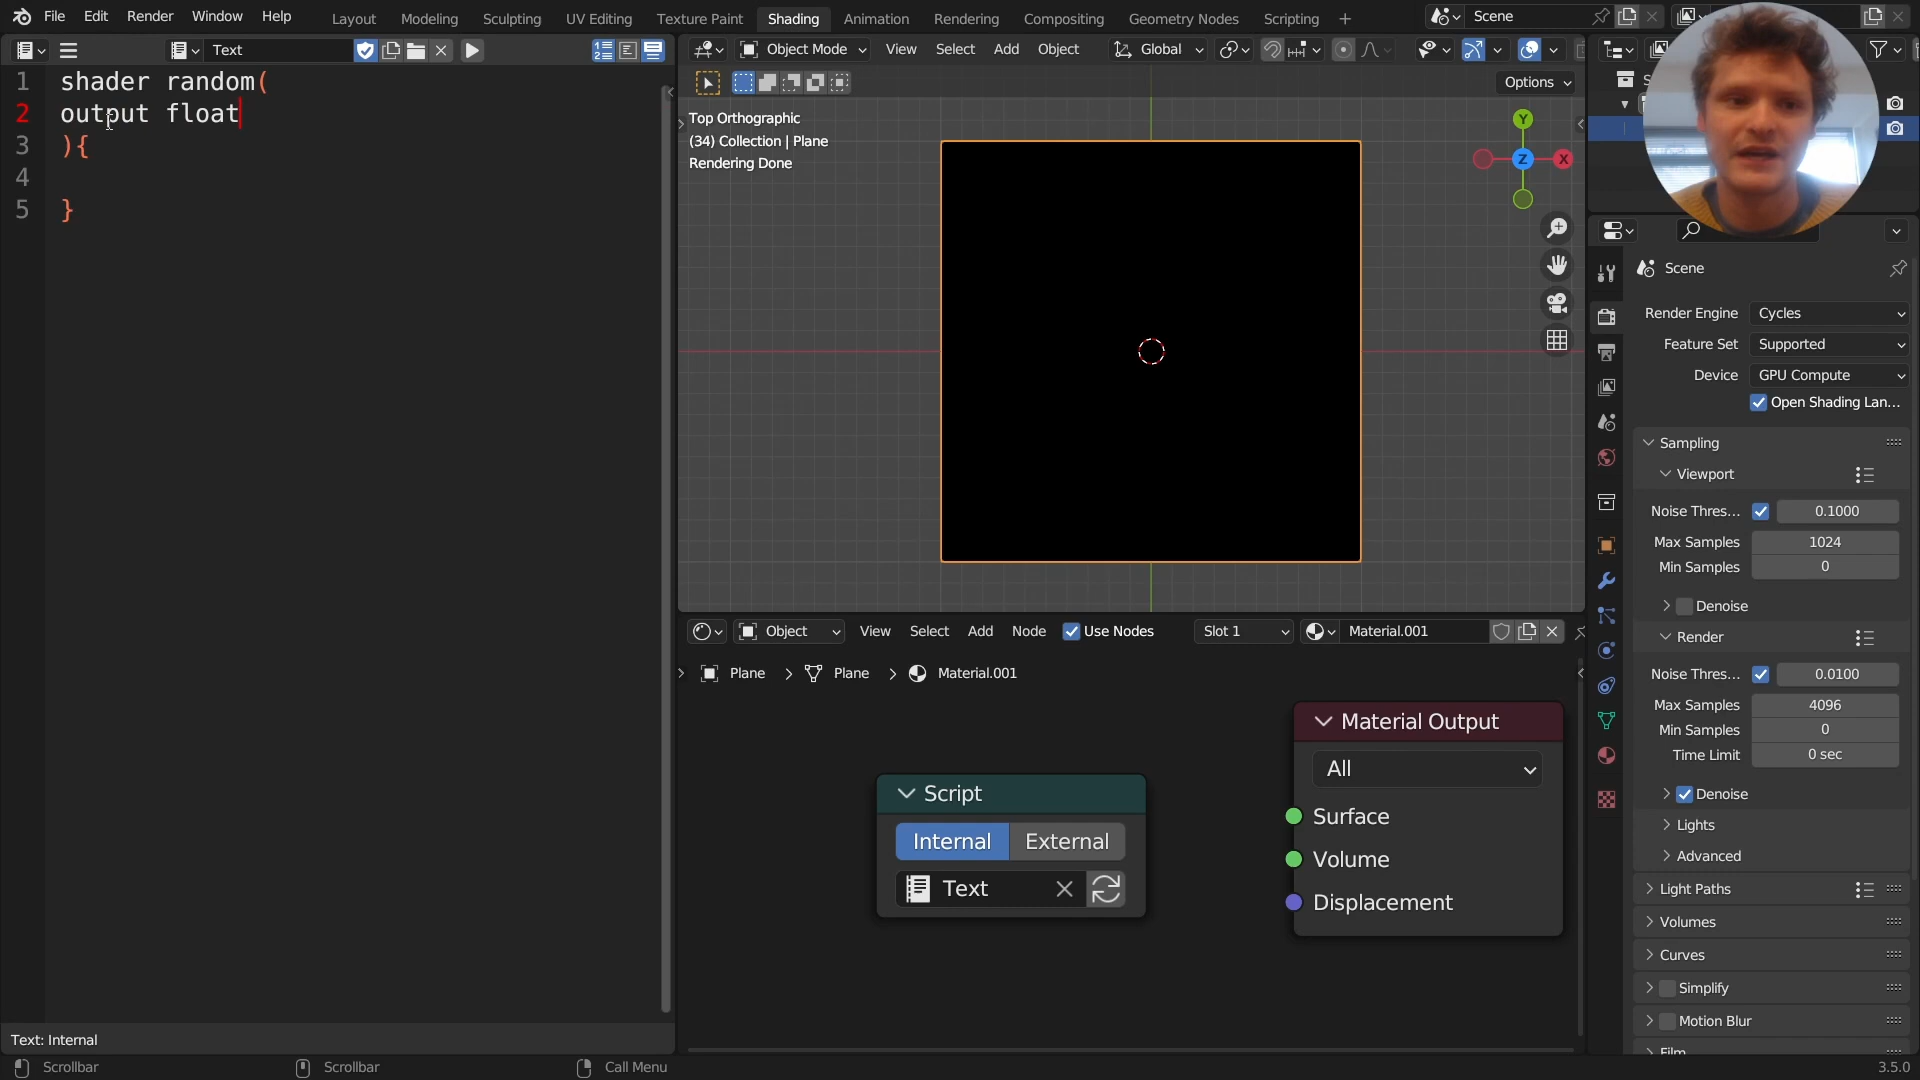 File Edit Render Window Help Layout Modeling Sculpting UV Editing Texture Paint Shading Animation Rendering Compositing Geometry Nodes Scripting + Scene
Text
Object Mode View Select Add Object Global
Options
1 shader random(
2 output float
3 ){
4
5 }
Top Orthographic
(34) Collection | Plane
Rendering Done
Y
X
Z
Scene
Render Engine Cycles
Feature Set Supported
Device GPU Compute
Open Shading Lan...
Sampling
Viewport
Noise Thres... 0.1000
Max Samples 1024
Min Samples 0
Denoise
Render
Noise Thres... 0.0100
Max Samples 4096
Min Samples 0
Time Limit 0 sec
Denoise
Lights
Advanced
Light Paths
Volumes
Curves
Simplify
Motion Blur
Film
Object View Select Add Node Use Nodes Slot 1 Material.001
Plane > Plane > Material.001
Script
Internal External
Text
Material Output
All
Surface
Volume
Displacement
Text: Internal
Scrollbar Scrollbar Call Menu 3.5.0